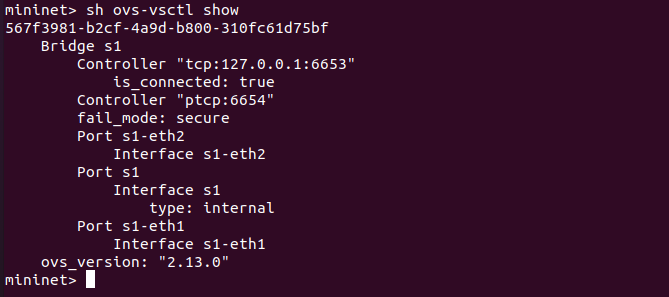 mininet> sh ovs-vsctl show
567f3981-b2cf-4a9d-b800-310fc61d75bf
    Bridge s1
        Controller "tcp:127.0.0.1:6653"
            is_connected: true
        Controller "ptcp:6654"
        fail_mode: secure
        Port s1-eth2
            Interface s1-eth2
        Port s1
            Interface s1
                type: internal
        Port s1-eth1
            Interface s1-eth1
    ovs_version: "2.13.0"
mininet>